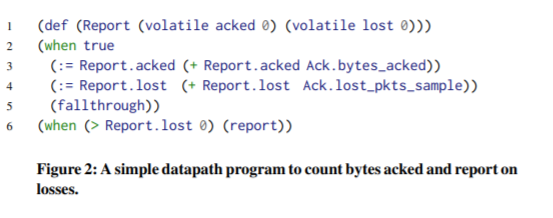 1 (def (Report (volatile acked 0) (volatile lost 0)))
2 (when true
3 (:= Report.acked (+ Report.acked Ack.bytes_acked))
4 (:= Report.lost (+ Report.lost Ack.lost_pkts_sample))
5 (fallthrough))
6 (when (> Report.lost 0) (report))
Figure 2: A simple datapath program to count bytes acked and report on
losses.